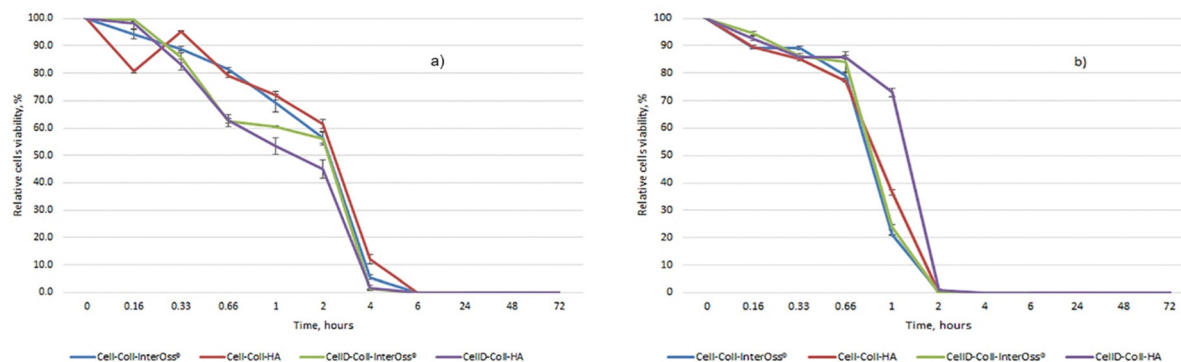 100.0
90.0
80.0
70.0
60.0
50.0
40.0
30.0
20.0
10.0
0.0
Relative cells viability, %
a)
0 0.16 0.33 0.66 1 2 4 6 24 48 72
Time, hours
Cell-Coll-InterOss® Cell-Coll-HA CellD-Coll-InterOss® CellD-Coll-HA
100
90
80
70
60
50
40
30
20
10
0
Relative cells viability, %
b)
0 0.16 0.33 0.66 1 2 4 6 24 48 72
Time, hours
Cell-Coll-InterOss® Cell-Coll-HA CellD-Coll-InterOss® CellD-Coll-HA